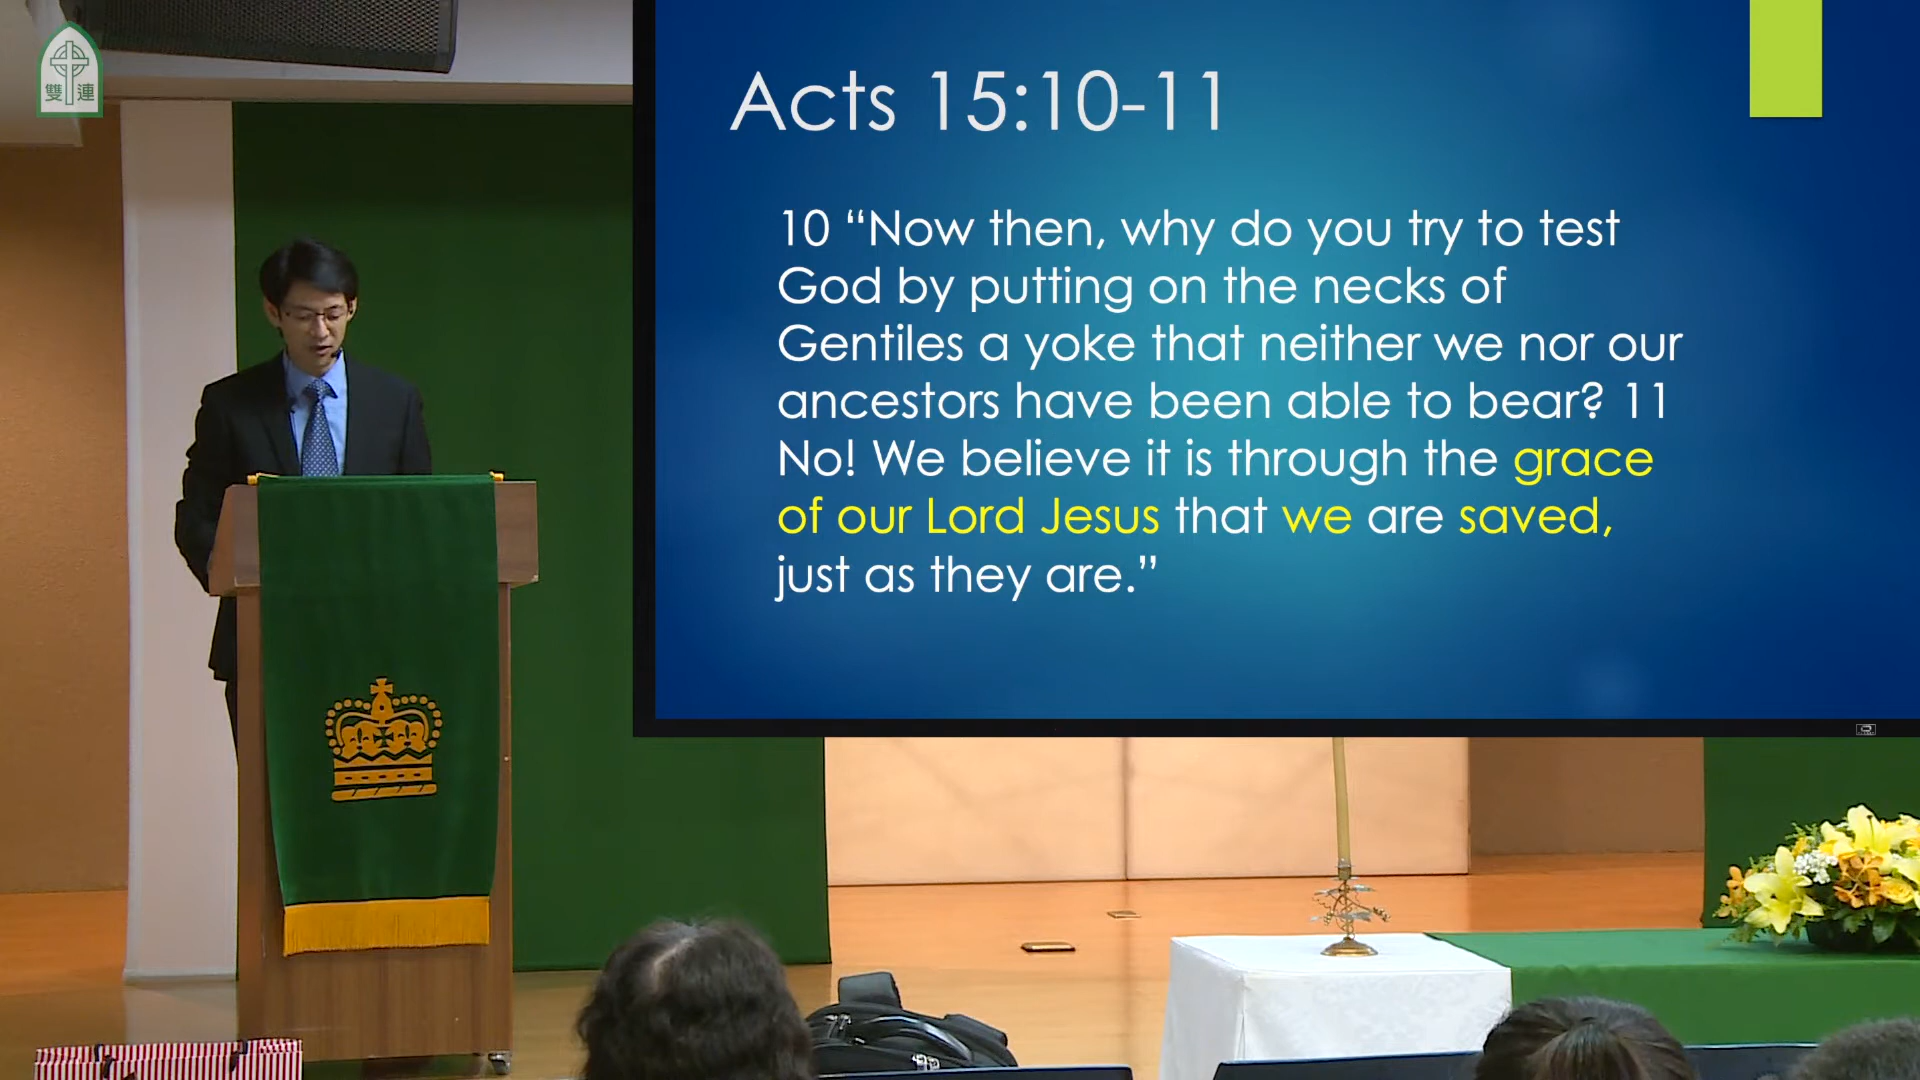 雙連
Acts 15:10-11
10 “Now then, why do you try to test
God by putting on the necks of
Gentiles a yoke that neither we nor our
ancestors have been able to bear? 11
No! We believe it is through the grace
of our Lord Jesus that we are saved,
just as they are.”